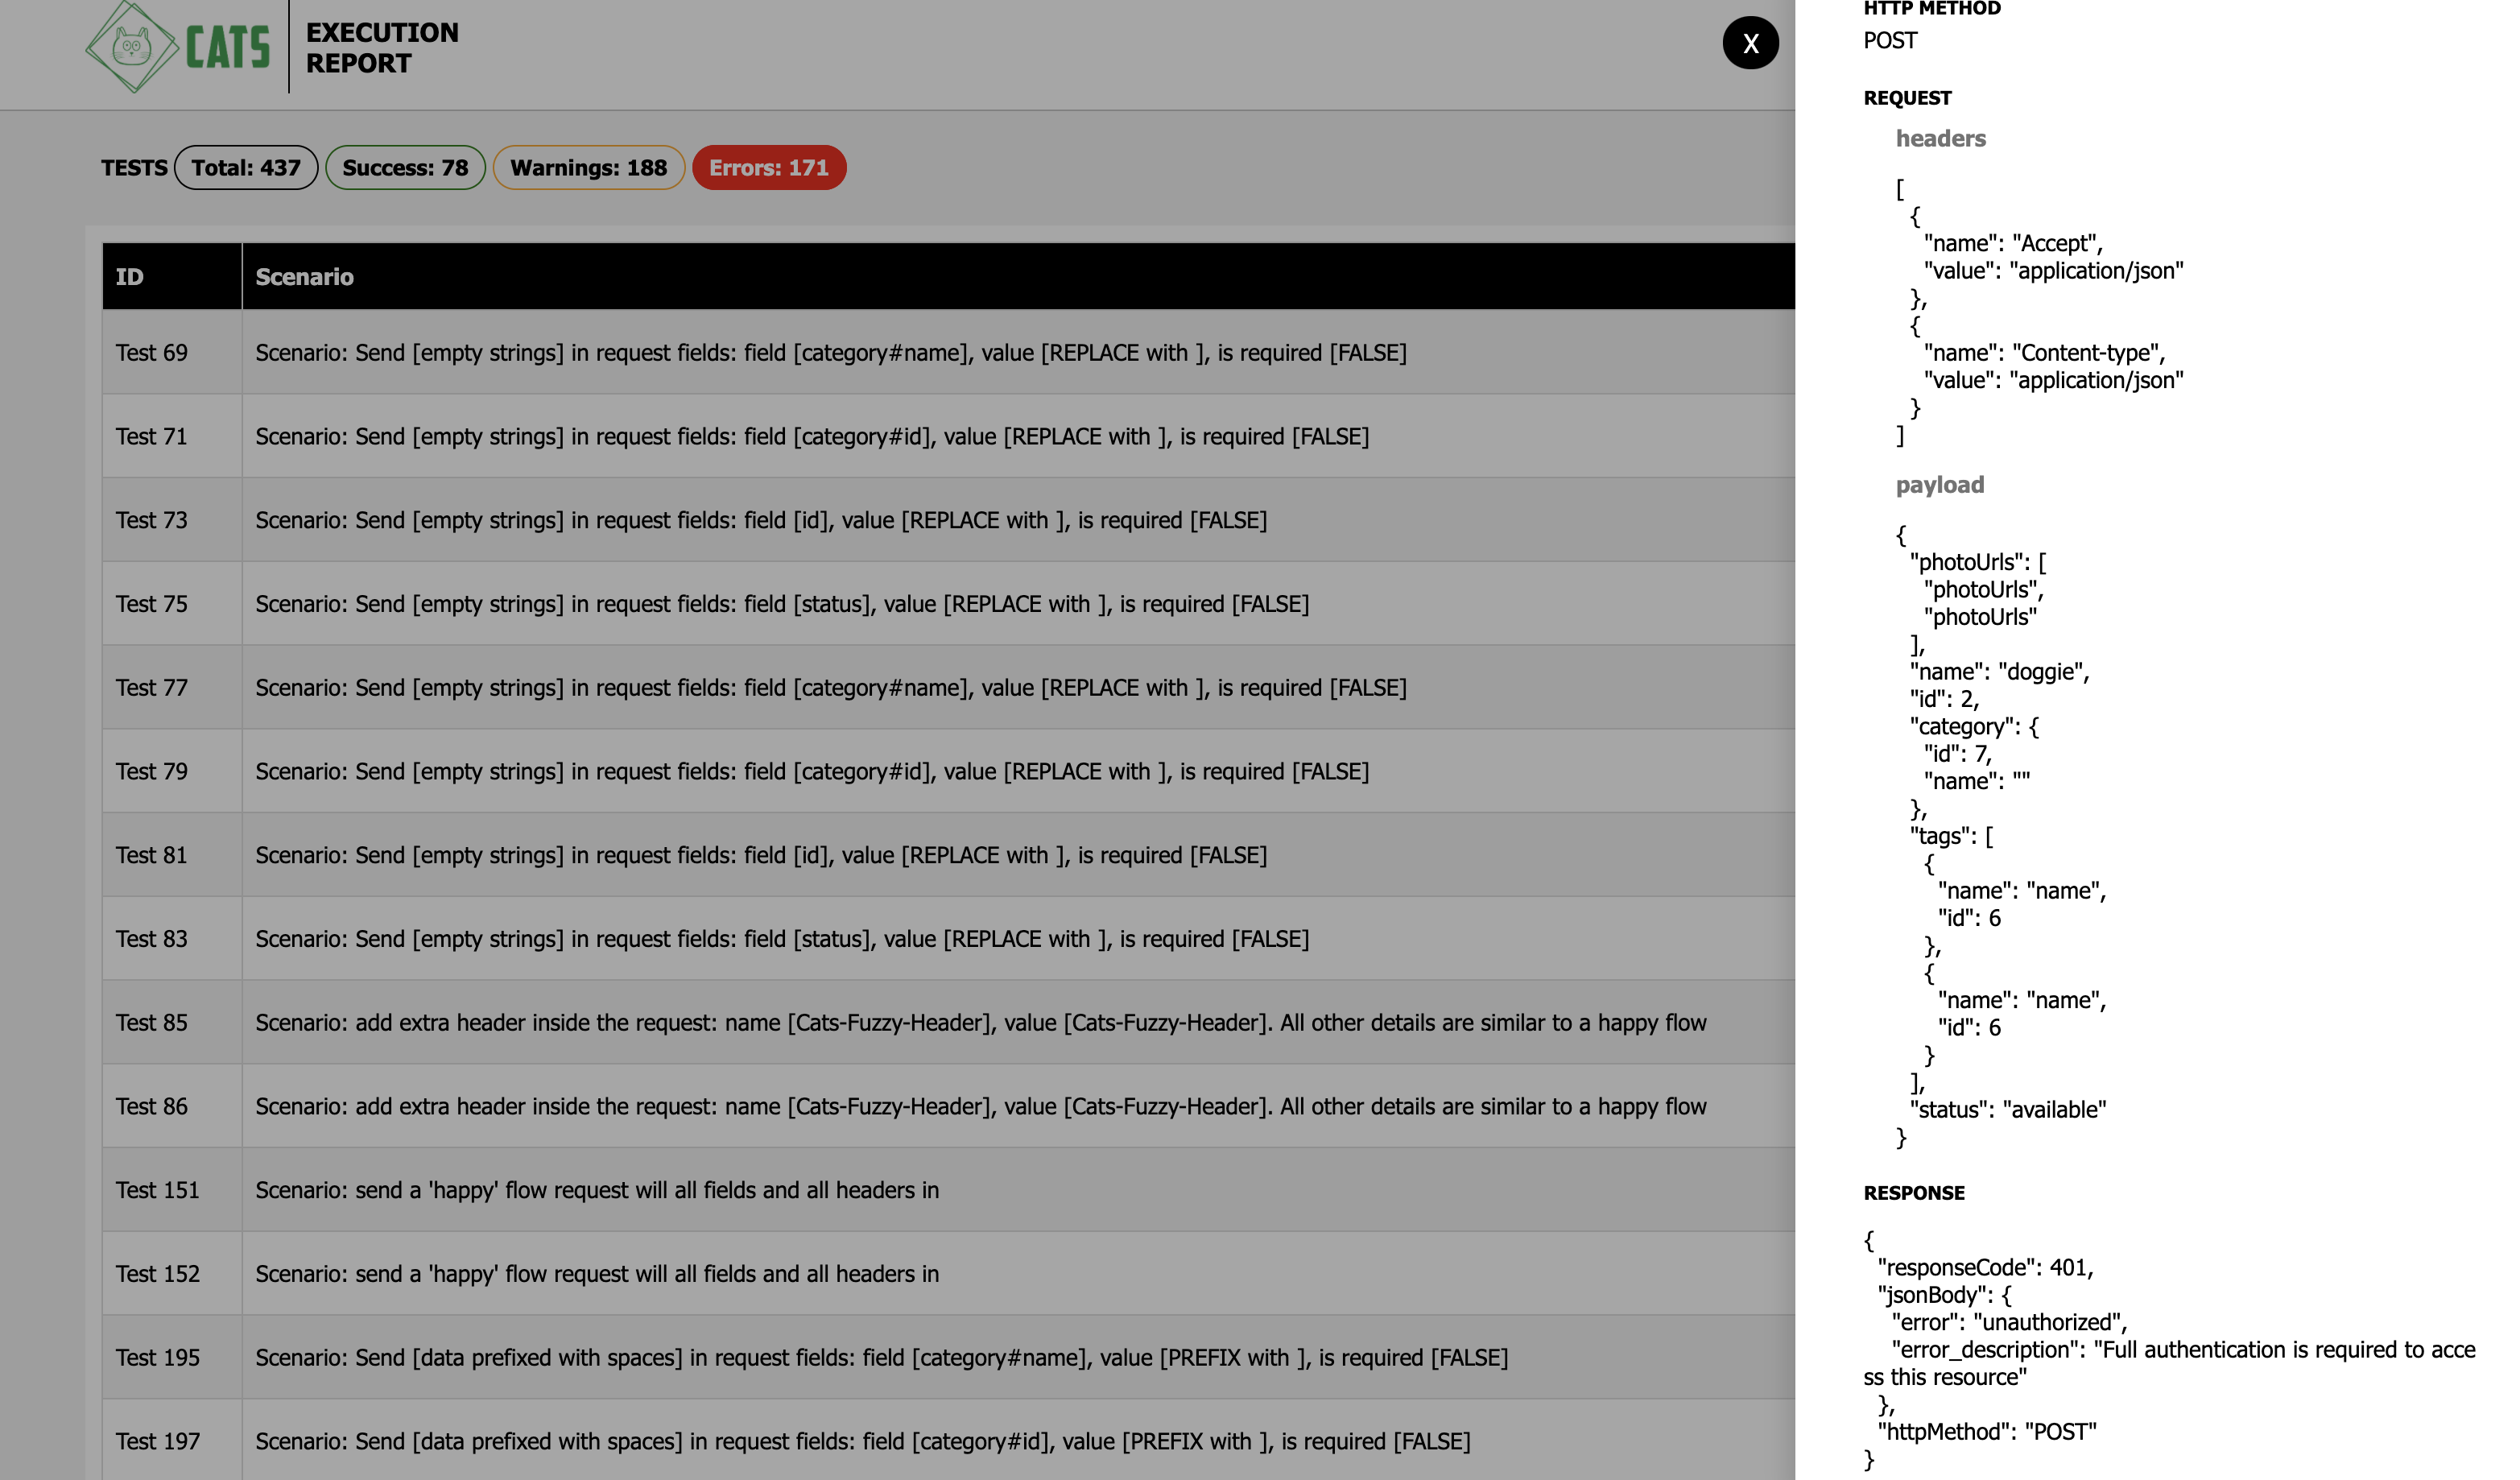 CATS
EXECUTION
REPORT
X
TESTS Total: 437 Success: 78 Warnings: 188 Errors: 171
ID Scenario
Test 69 Scenario: Send [empty strings] in request fields: field [category#name], value [REPLACE with ], is required [FALSE]
Test 71 Scenario: Send [empty strings] in request fields: field [category#id], value [REPLACE with ], is required [FALSE]
Test 73 Scenario: Send [empty strings] in request fields: field [id], value [REPLACE with ], is required [FALSE]
Test 75 Scenario: Send [empty strings] in request fields: field [status], value [REPLACE with ], is required [FALSE]
Test 77 Scenario: Send [empty strings] in request fields: field [category#name], value [REPLACE with ], is required [FALSE]
Test 79 Scenario: Send [empty strings] in request fields: field [category#id], value [REPLACE with ], is required [FALSE]
Test 81 Scenario: Send [empty strings] in request fields: field [id], value [REPLACE with ], is required [FALSE]
Test 83 Scenario: Send [empty strings] in request fields: field [status], value [REPLACE with ], is required [FALSE]
Test 85 Scenario: add extra header inside the request: name [Cats-Fuzzy-Header], value [Cats-Fuzzy-Header]. All other details are similar to a happy flow
Test 86 Scenario: add extra header inside the request: name [Cats-Fuzzy-Header], value [Cats-Fuzzy-Header]. All other details are similar to a happy flow
Test 151 Scenario: send a 'happy' flow request will all fields and all headers in
Test 152 Scenario: send a 'happy' flow request will all fields and all headers in
Test 195 Scenario: Send [data prefixed with spaces] in request fields: field [category#name], value [PREFIX with ], is required [FALSE]
Test 197 Scenario: Send [data prefixed with spaces] in request fields: field [category#id], value [PREFIX with ], is required [FALSE]
HTTP METHOD
POST
REQUEST
headers
[
{
"name": "Accept",
"value": "application/json"
},
{
"name": "Content-type",
"value": "application/json"
}
]
payload
{
"photoUrls": [
"photoUrls",
"photoUrls"
],
"name": "doggie",
"id": 2,
"category": {
"id": 7,
"name": ""
},
"tags": [
{
"name": "name",
"id": 6
},
{
"name": "name",
"id": 6
}
],
"status": "available"
}
RESPONSE
{
"responseCode": 401,
"jsonBody": {
"error": "unauthorized",
"error_description": "Full authentication is required to acce
ss this resource"
},
"httpMethod": "POST"
}